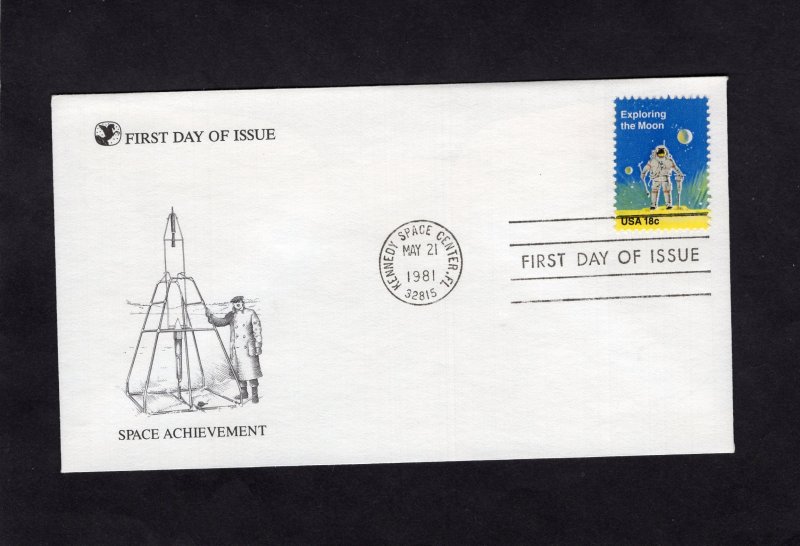 FIRST DAY OF ISSUE
Exploring
the Moon
USA 18c
KENNEDY SPACE CENTER, FL
MAY 21
1981
32815
FIRST DAY OF ISSUE
SPACE ACHIEVEMENT